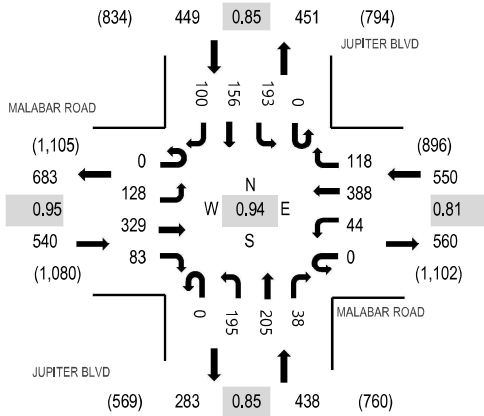 (834) 449 0.85 451 (794)
JUPITER BLVD
MALABAR ROAD
100 156 193 0
(1,105) (896)
0 118
683 550
128 N 388
0.95 W 0.94 E 0.81
329 S 44
540 560
83 0
(1,080) (1,102)
0 195 205 38
MALABAR ROAD
JUPITER BLVD
(569) 283 0.85 438 (760)